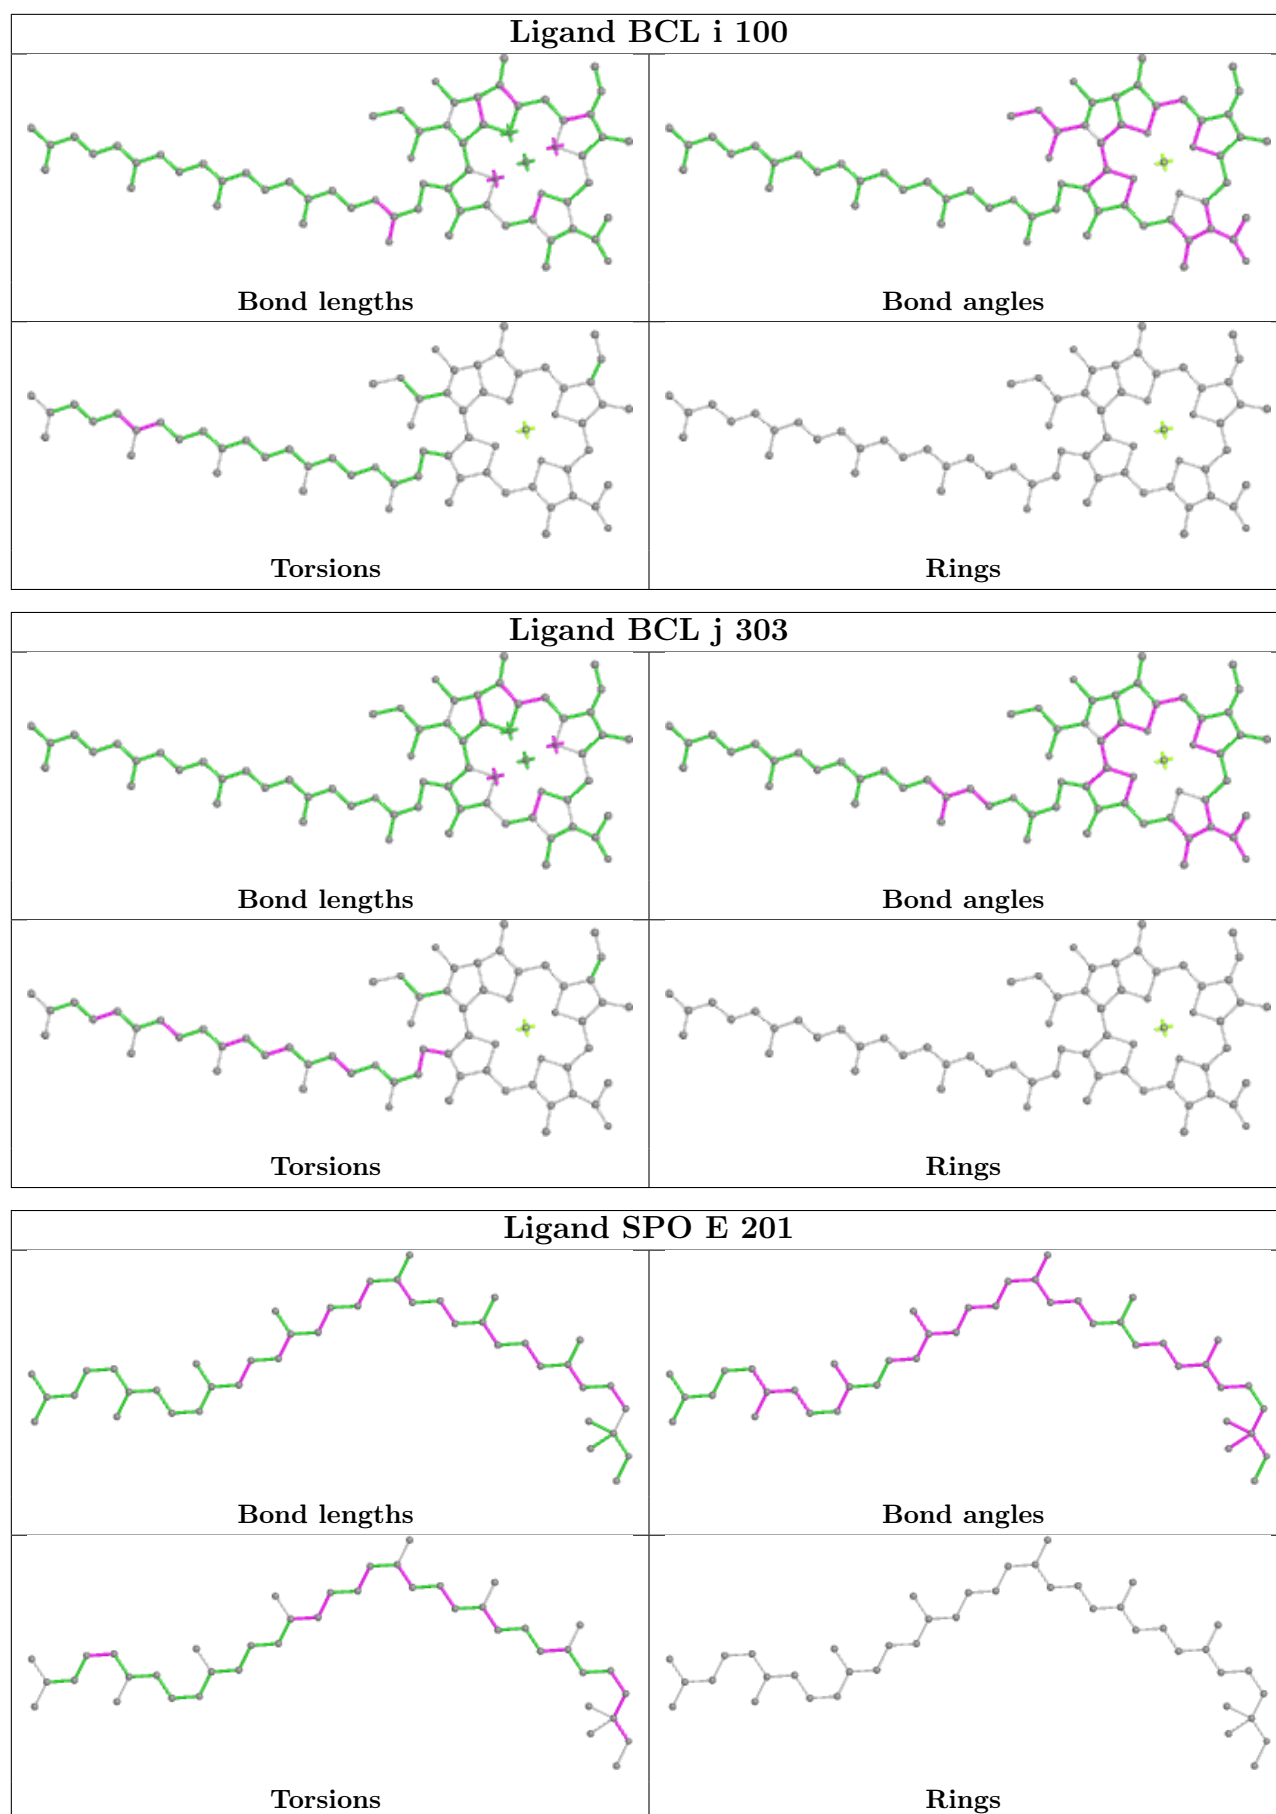 Ligand BCL i 100
Bond lengths
Bond angles
Torsions
Rings
Ligand BCL j 303
Bond lengths
Bond angles
Torsions
Rings
Ligand SPO E 201
Bond lengths
Bond angles
Torsions
Rings